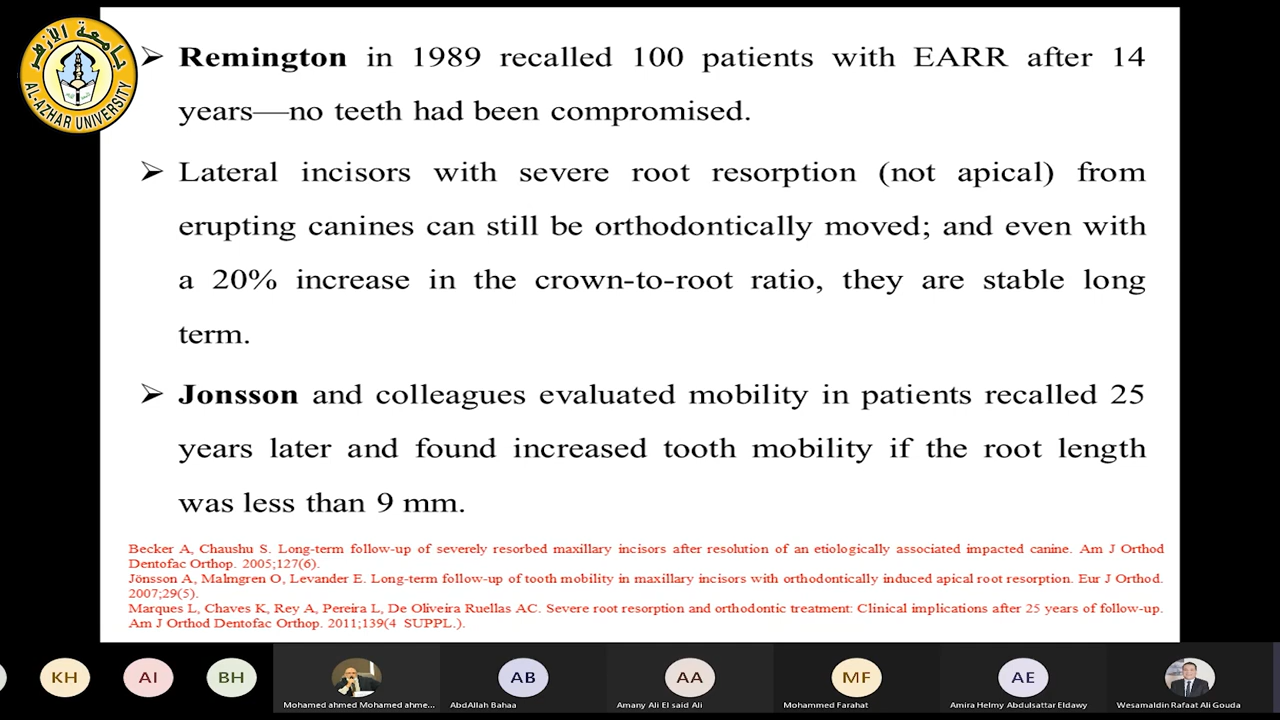 جامعة الأزهر
AL-AZHAR UNIVERSITY
➢ Remington in 1989 recalled 100 patients with EARR after 14
years—no teeth had been compromised.
➢ Lateral incisors with severe root resorption (not apical) from
erupting canines can still be orthodontically moved; and even with
a 20% increase in the crown-to-root ratio, they are stable long
term.
➢ Jonsson and colleagues evaluated mobility in patients recalled 25
years later and found increased tooth mobility if the root length
was less than 9 mm.
Becker A, Chaushu S. Long-term follow-up of severely resorbed maxillary incisors after resolution of an etiologically associated impacted canine. Am J Orthod
Dentofac Orthop. 2005;127(6).
Jönsson A, Malmgren O, Levander E. Long-term follow-up of tooth mobility in maxillary incisors with orthodontically induced apical root resorption. Eur J Orthod.
2007;29(5).
Marques L, Chaves K, Rey A, Pereira L, De Oliveira Ruellas AC. Severe root resorption and orthodontic treatment: Clinical implications after 25 years of follow-up.
Am J Orthod Dentofac Orthop. 2011;139(4 SUPPL.).
KH AI BH AB AA MF AE
Mohamed ahmed Mohamed ahme... AbdAllah Bahaa Amany Ali El said Ali Mohammed Farahat Amira Helmy Abdulsattar Eldawy Wesamaldin Rafaat Ali Gouda